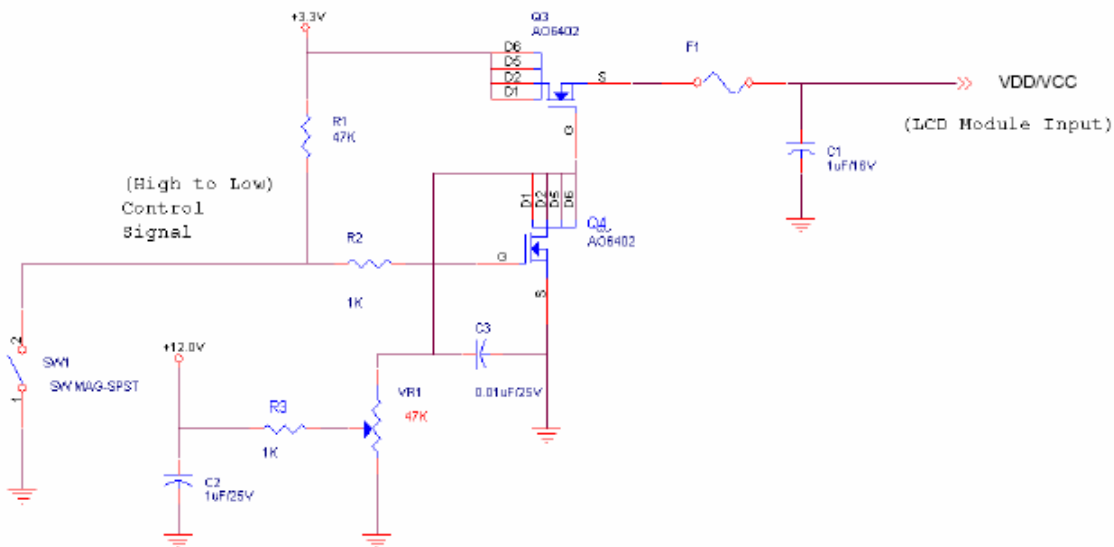 +3.3V
Q3
AO6402
D6
D5
D2
D1
S
G
F1
VDD/VCC
(LCD Module Input)
R1
47K
C1
1uF/16V
(High to Low)
Control
Signal
D1
D2
D5
D6
Q4
AO6402
R2
1K
G
S
2
SW1
SW MAG-SPST
1
+12.0V
C3
0.01uF/25V
VR1
47K
R3
1K
C2
1uF/25V